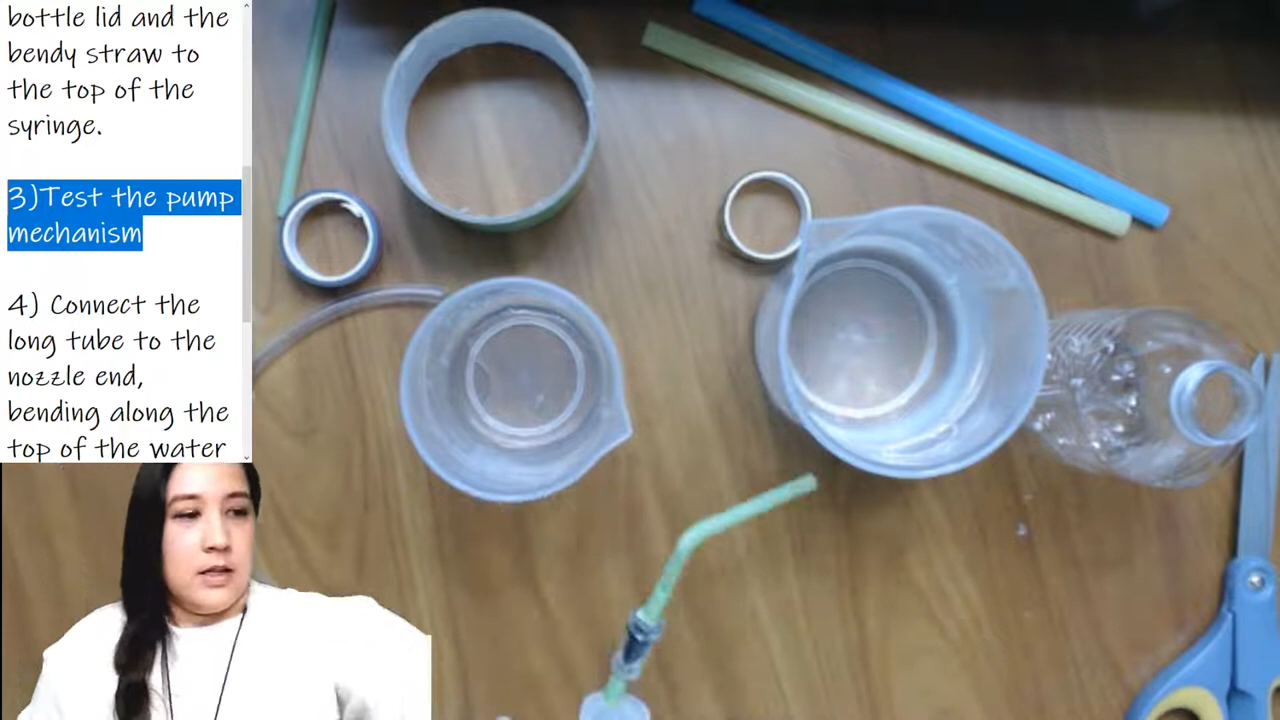 bottle lid and the
bendy straw to
the top of the
syringe.
3)Test the pump
mechanism
4) Connect the
long tube to the
nozzle end,
bending along the
top of the water